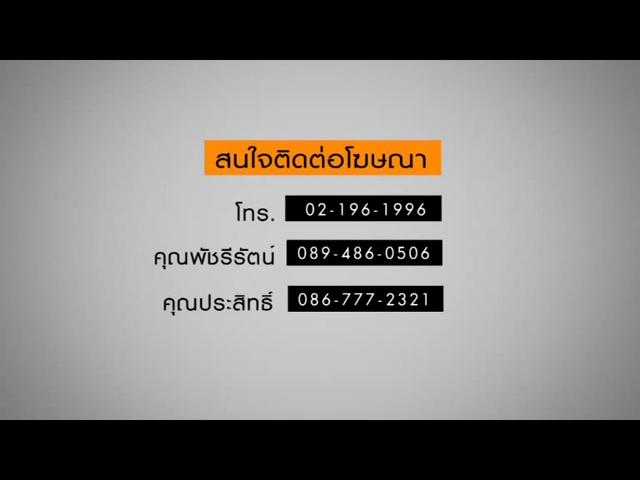 สนใจติดต่อโฆษณา
โทร. 02-196-1996
คุณพัชรีรัตน์ 089-486-0506
คุณประสิทธิ์ 086-777-2321